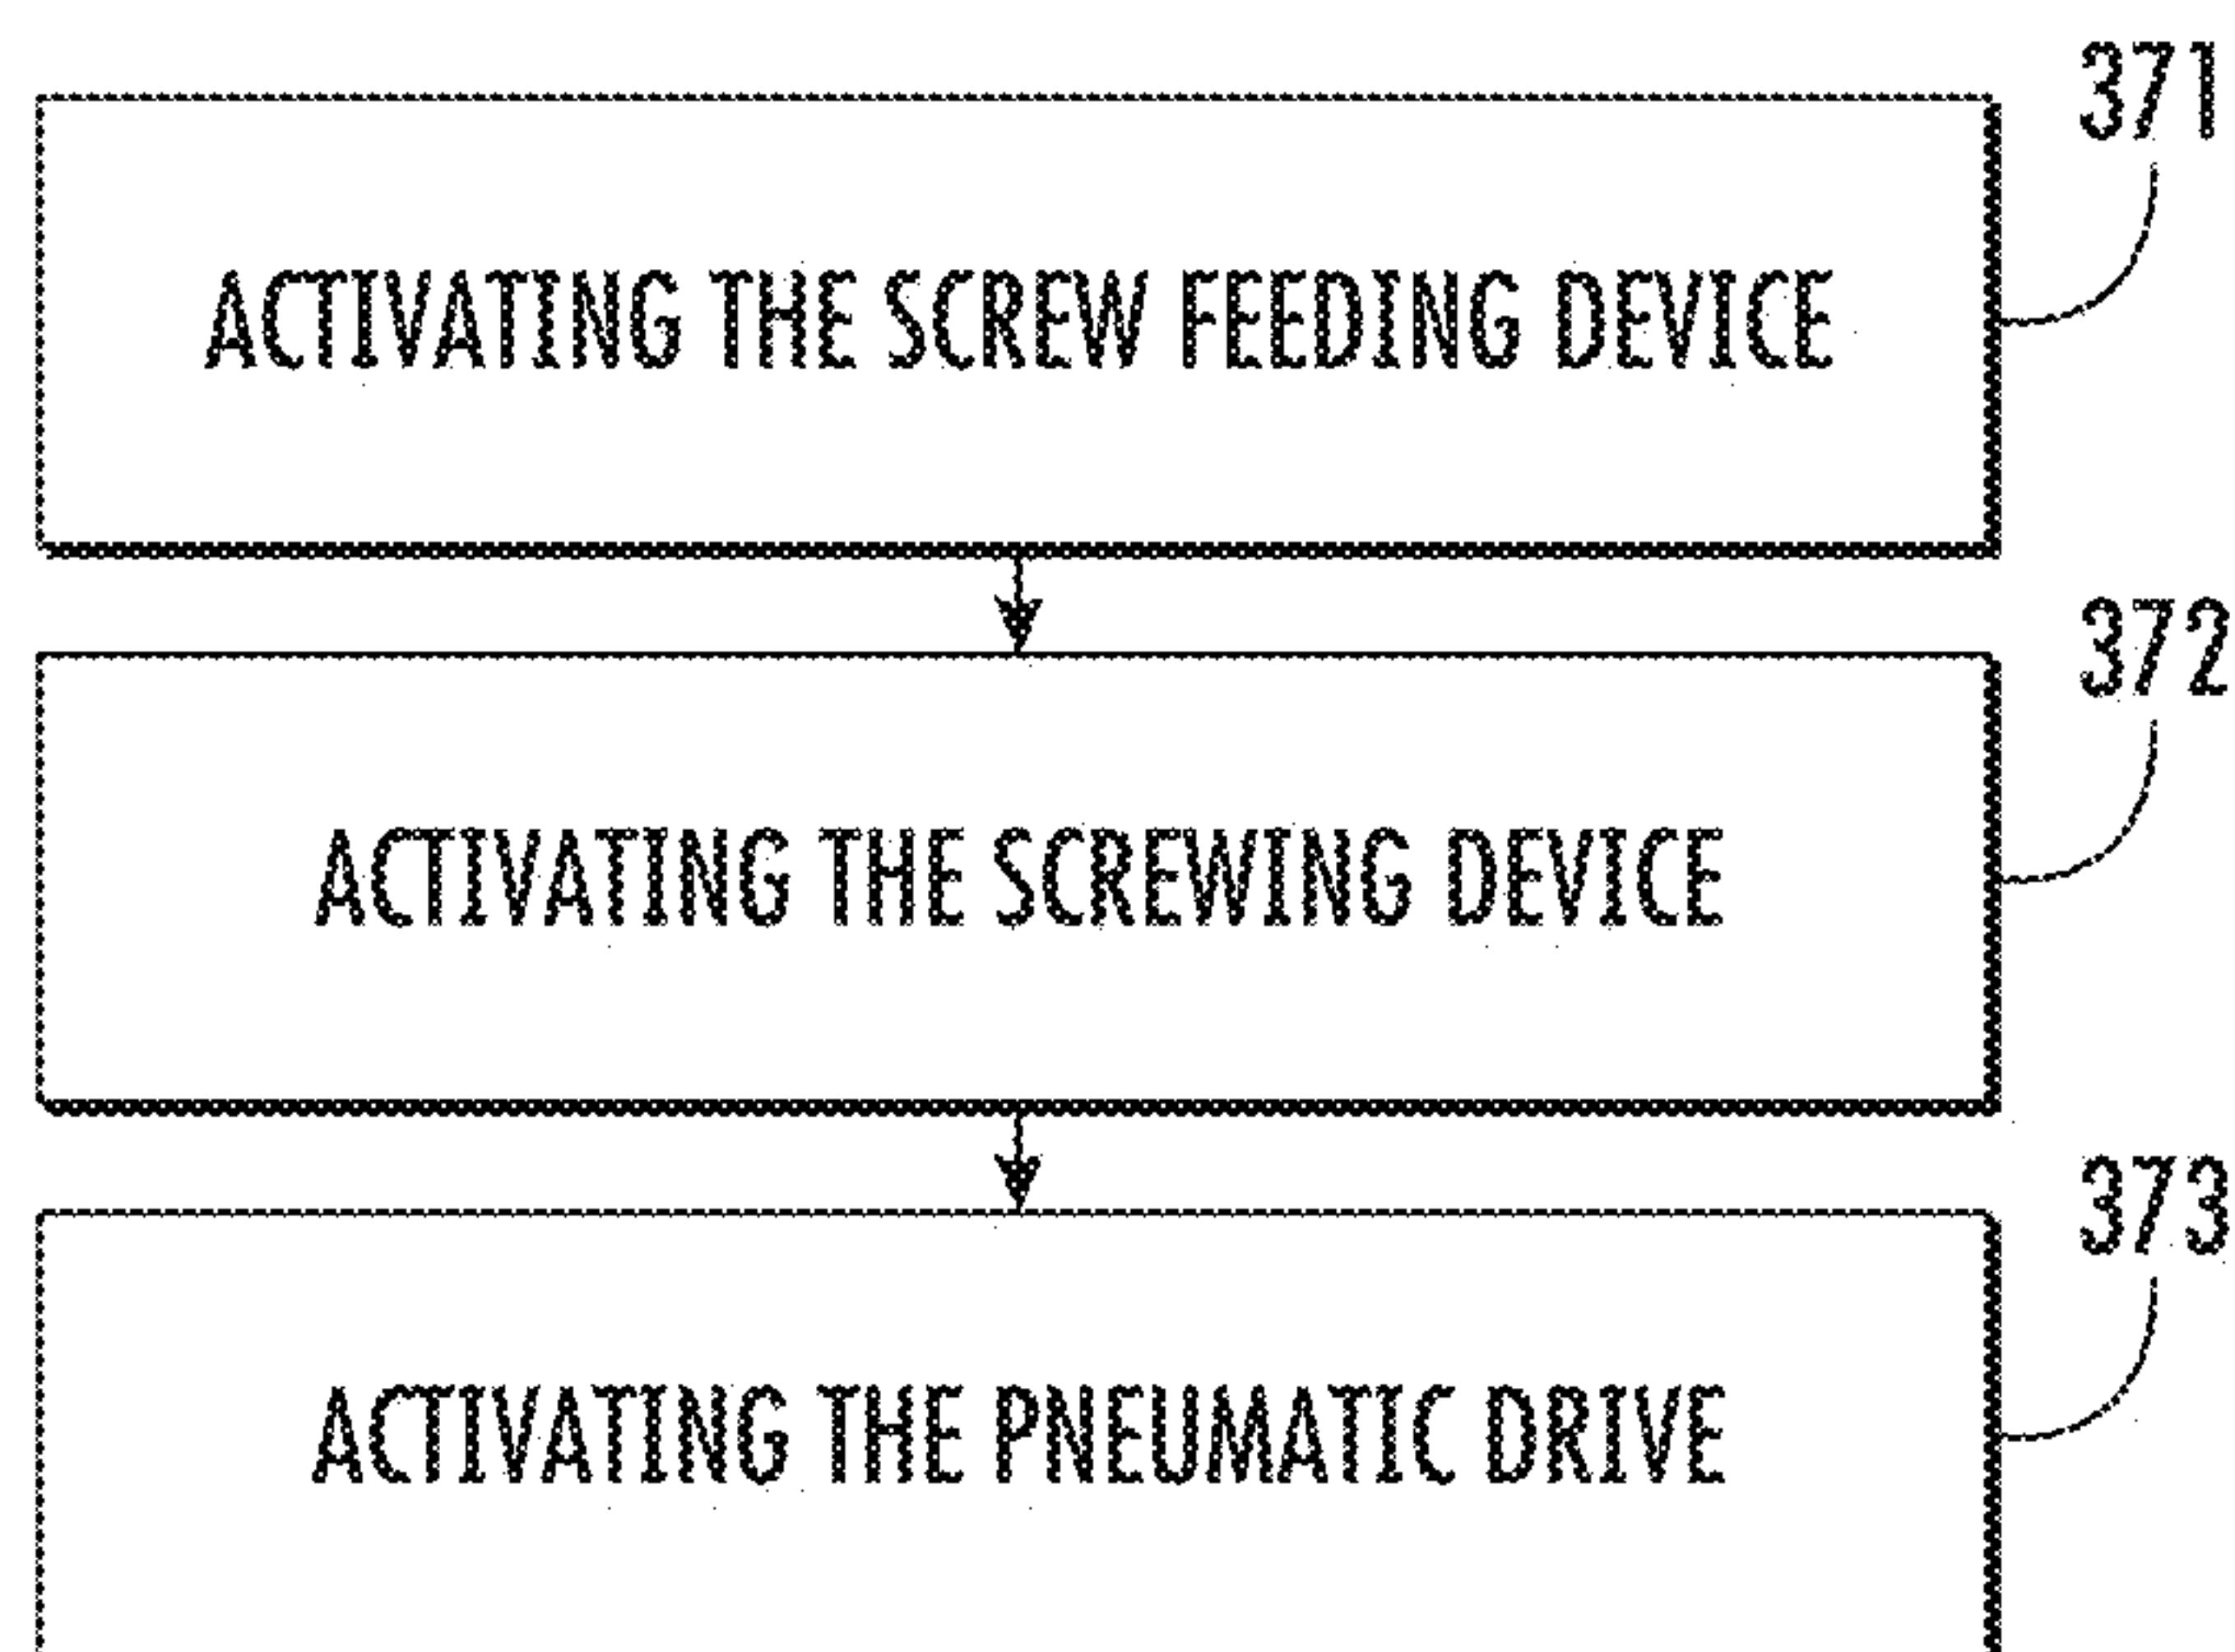 371
ACTIVATING THE SCREW FEEDING DEVICE
372
ACTIVATING THE SCREWING DEVICE
373
ACTIVATING THE PNEUMATIC DRIVE